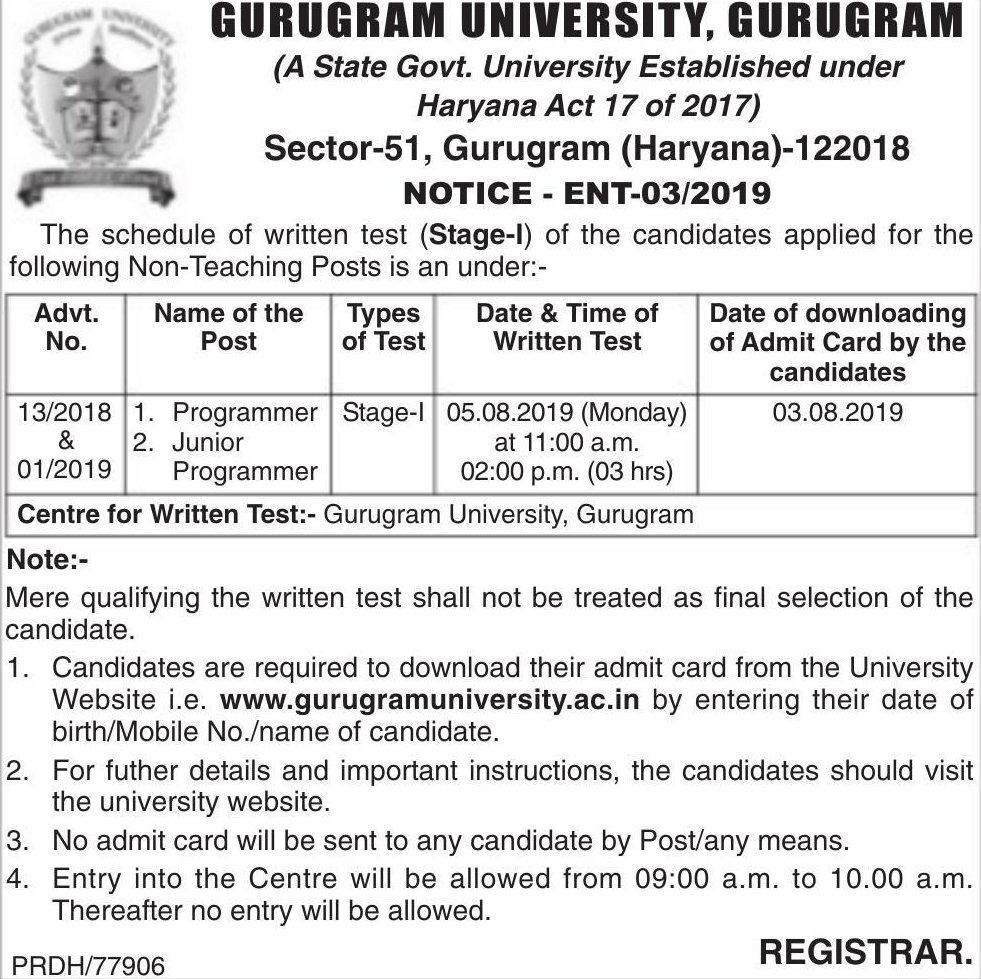 GURUGRAM UNIVERSITY
GURUGRAM UNIVERSITY, GURUGRAM
(A State Govt. University Established under
Haryana Act 17 of 2017)
Sector-51, Gurugram (Haryana)-122018
NOTICE - ENT-03/2019
The schedule of written test (Stage-I) of the candidates applied for the
following Non-Teaching Posts is an under:-
Advt.
No.
Name of the
Post
Types
of Test
Date & Time of
Written Test
Date of downloading
of Admit Card by the
candidates
13/2018
&
01/2019
1. Programmer
2. Junior
Programmer
Stage-I
05.08.2019 (Monday)
at 11:00 a.m.
02:00 p.m. (03 hrs)
03.08.2019
Centre for Written Test:- Gurugram University, Gurugram
Note:-
Mere qualifying the written test shall not be treated as final selection of the
candidate.
1. Candidates are required to download their admit card from the University
Website i.e. www.gurugramuniversity.ac.in by entering their date of
birth/Mobile No./name of candidate.
2. For futher details and important instructions, the candidates should visit
the university website.
3. No admit card will be sent to any candidate by Post/any means.
4. Entry into the Centre will be allowed from 09:00 a.m. to 10.00 a.m.
Thereafter no entry will be allowed.
REGISTRAR.
PRDH/77906